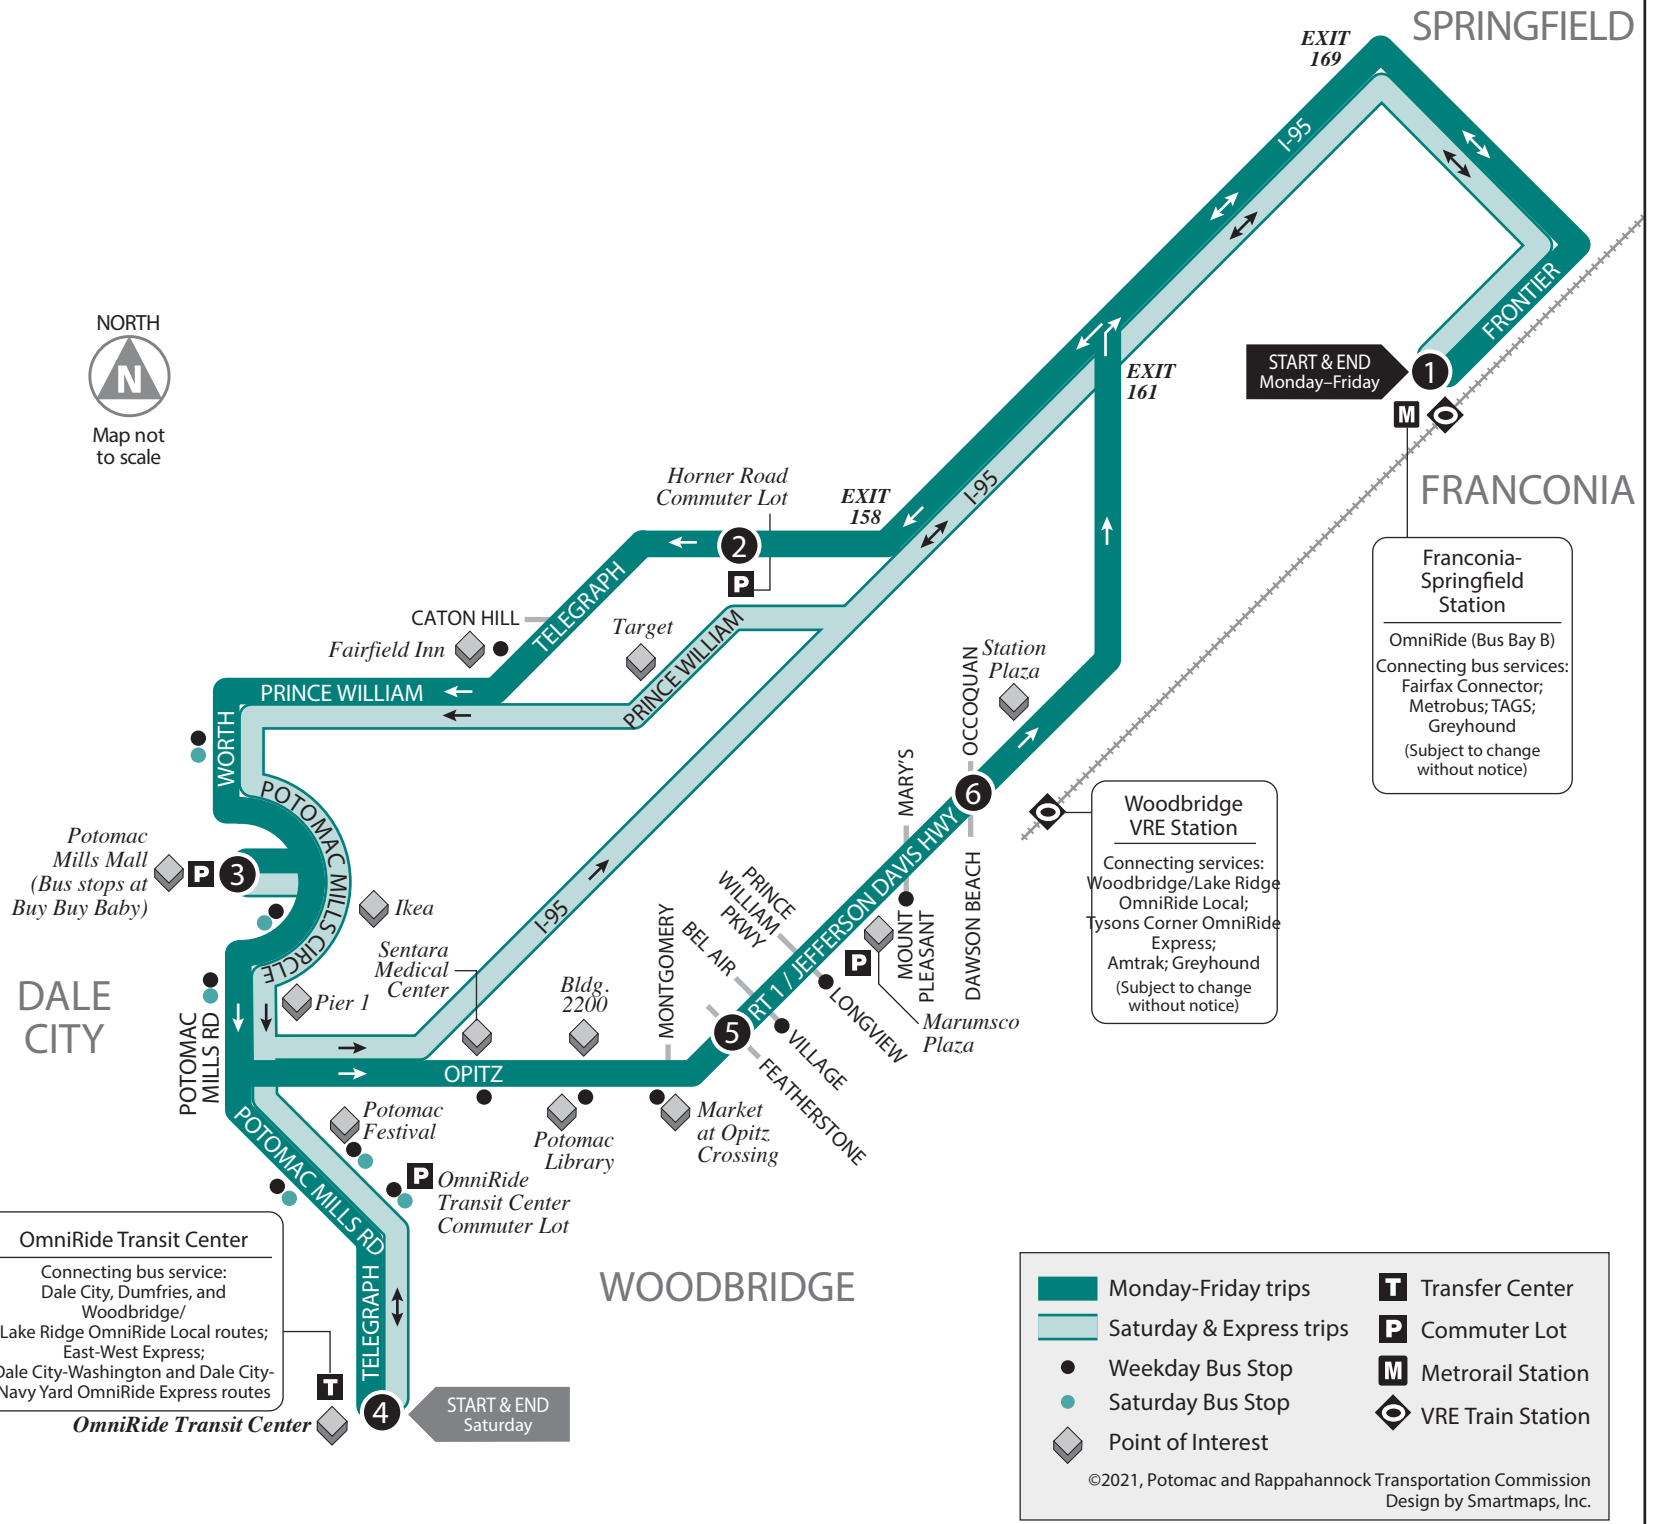 SPRINGFIELD
EXIT
169
I-95
FRONTIER
NORTH
N
Map not
to scale
START & END
Monday–Friday
1
M
EXIT
161
FRANCONIA
Horner Road
Commuter Lot
EXIT
158
I-95
2
P
Franconia-
Springfield
Station
OmniRide (Bus Bay B)
Connecting bus services:
Fairfax Connector;
Metrobus; TAGS;
Greyhound
(Subject to change
without notice)
CATON HILL
TELEGRAPH
Fairfield Inn
Target
PRINCE WILLIAM
PRINCE WILLIAM
Station
Plaza
OCCOQUAN
WORTH
POTOMAC MILLS CIRCLE
MARY'S
6
Woodbridge
VRE Station
Connecting services:
Woodbridge/Lake Ridge
OmniRide Local;
Tysons Corner OmniRide
Express;
Amtrak; Greyhound
(Subject to change
without notice)
Potomac
Mills Mall
(Bus stops at
Buy Buy Baby)
P
3
Ikea
I-95
Sentara
Medical
Center
Bldg.
2200
MONTGOMERY
PRINCE
WILLIAM
PKWY
BEL AIR
RT 1 / JEFFERSON DAVIS HWY
MOUNT
PLEASANT
DAWSON BEACH
P
Marumsco
Plaza
LONGVIEW
VILLAGE
FEATHERSTONE
5
DALE
CITY
Pier 1
POTOMAC
MILLS RD
OPITZ
Potomac
Festival
Potomac
Library
Market
at Opitz
Crossing
POTOMAC MILLS RD
P
OmniRide
Transit Center
Commuter Lot
OmniRide Transit Center
Connecting bus service:
Dale City, Dumfries, and
Woodbridge/
Lake Ridge OmniRide Local routes;
East-West Express;
Dale City-Washington and Dale City-
Navy Yard OmniRide Express routes
TELEGRAPH
T
OmniRide Transit Center
4
START & END
Saturday
WOODBRIDGE
Monday-Friday trips
Saturday & Express trips
Weekday Bus Stop
Saturday Bus Stop
Point of Interest
T Transfer Center
P Commuter Lot
M Metrorail Station
VRE Train Station
©2021, Potomac and Rappahannock Transportation Commission
Design by Smartmaps, Inc.